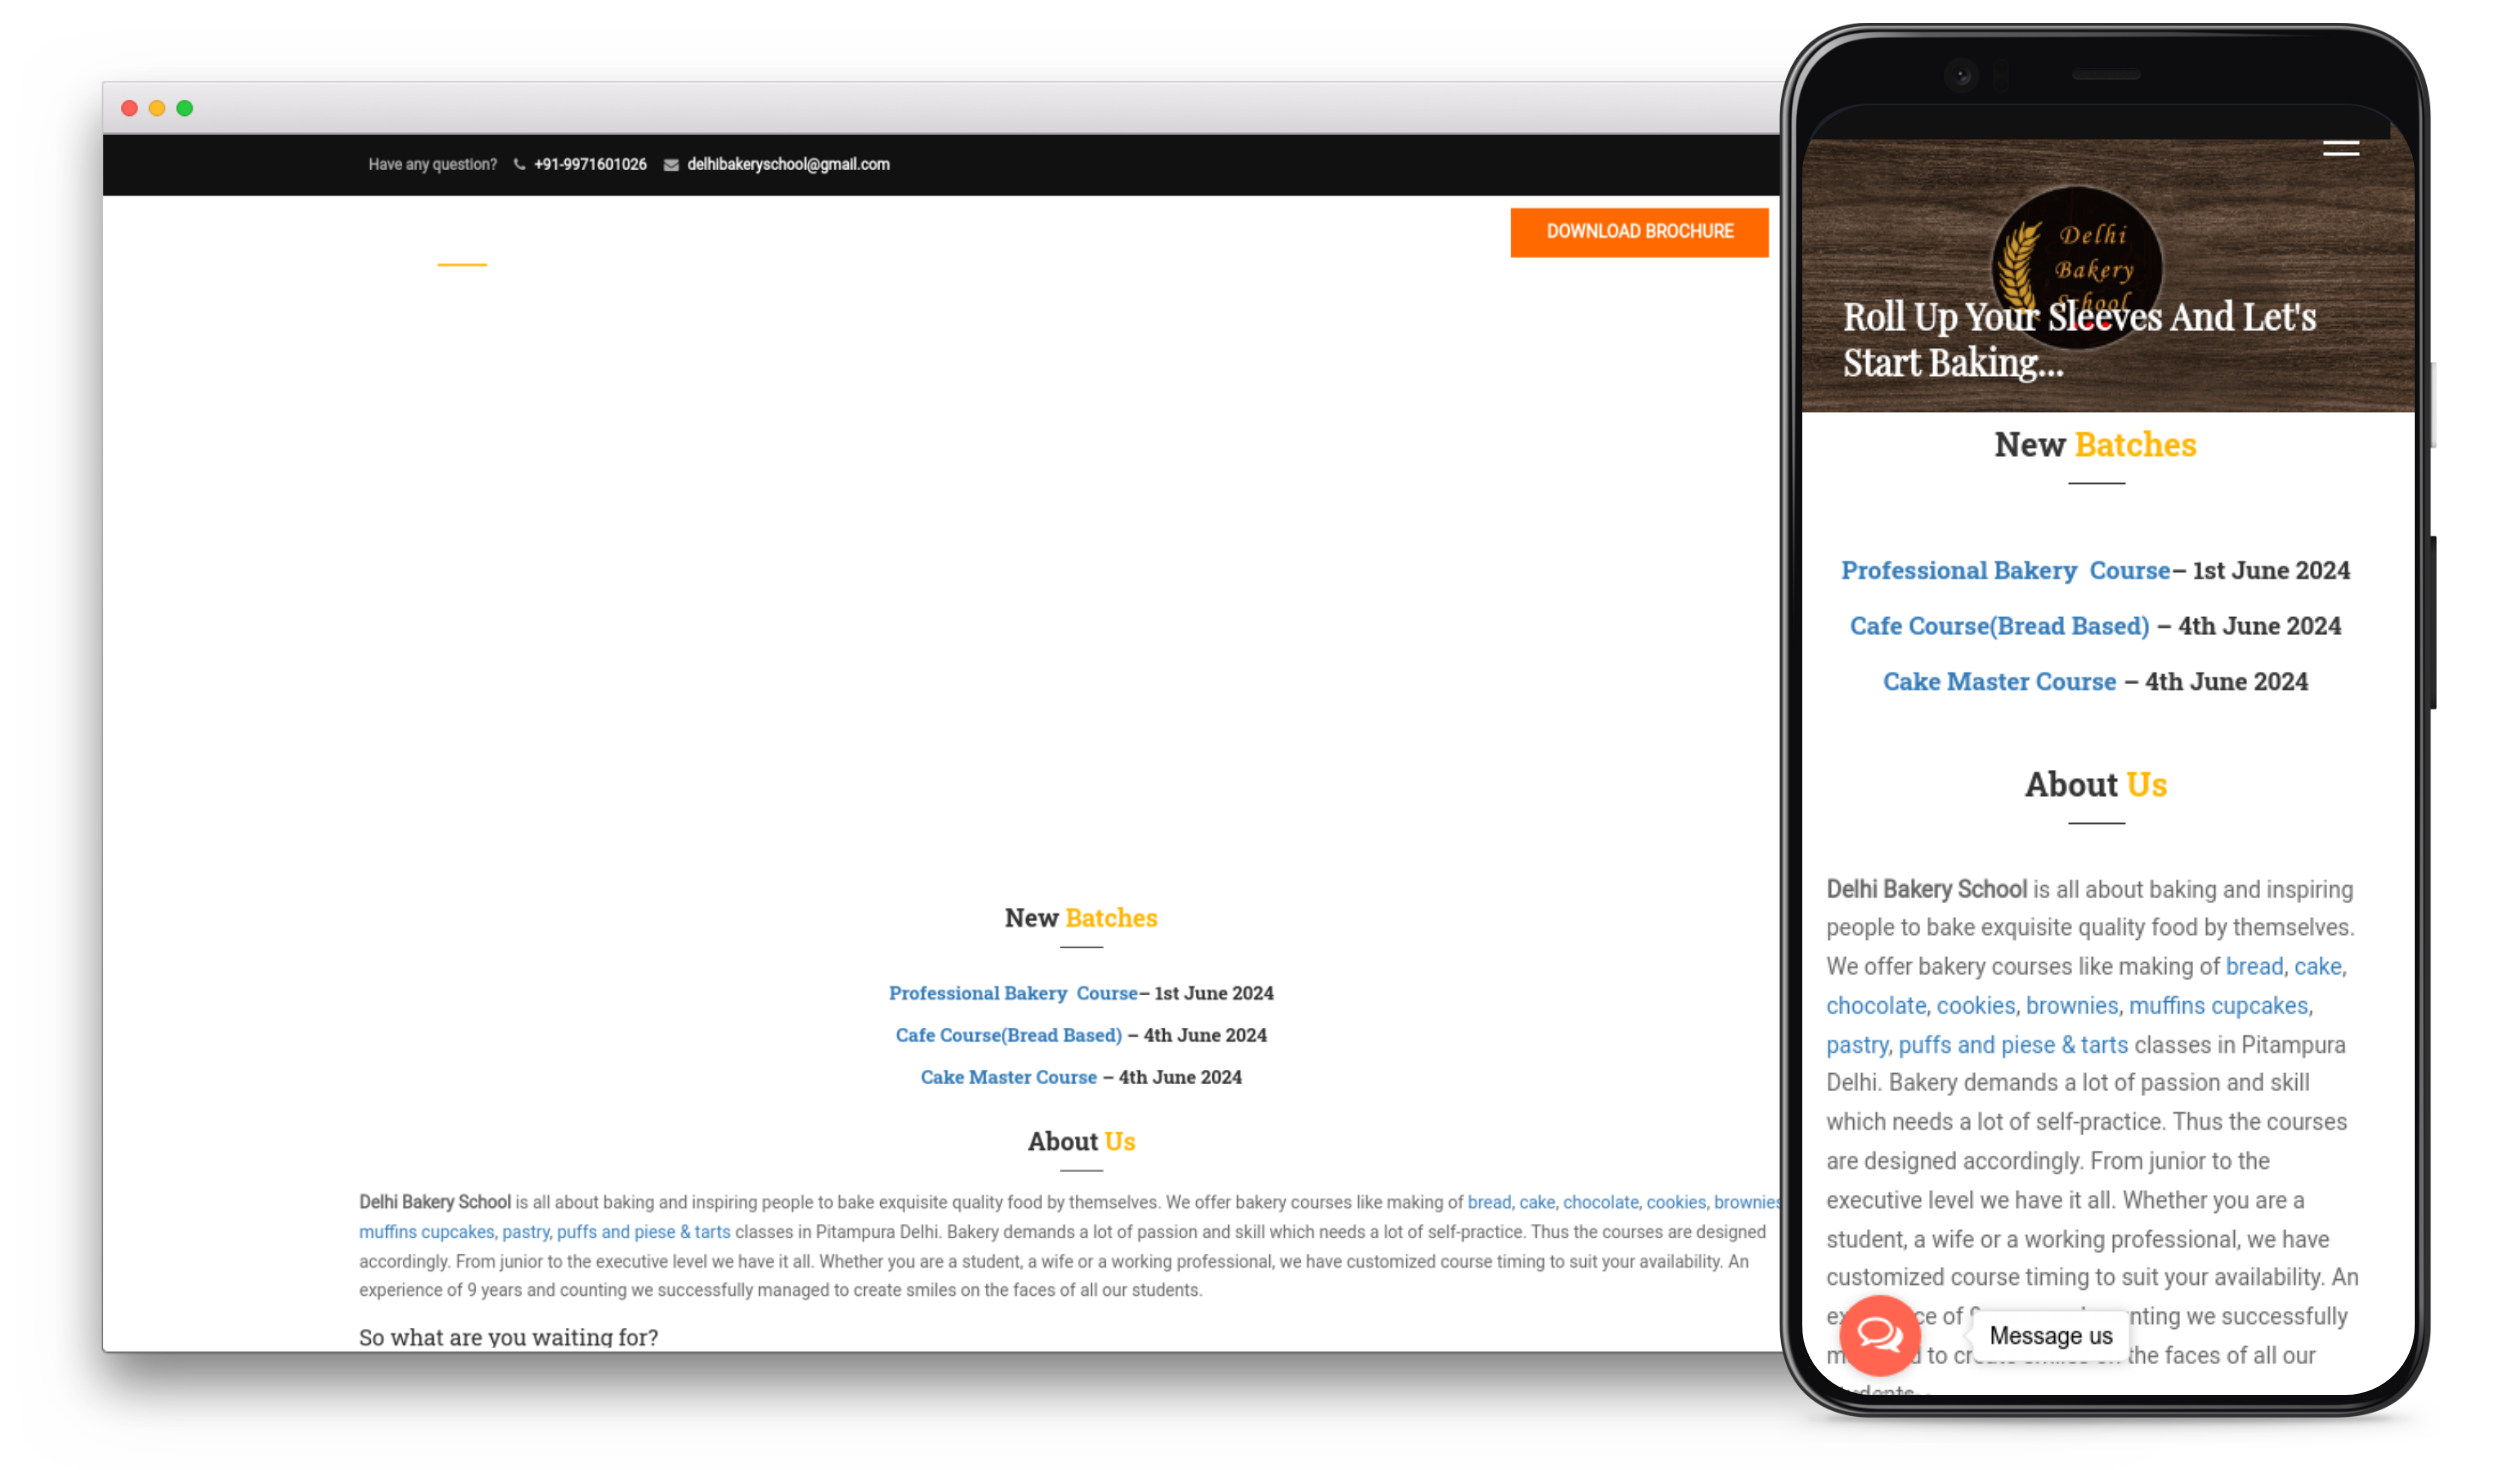 Have any question? +91-9971601026 delhibakeryschool@gmail.com
DOWNLOAD BROCHURE
New Batches
Professional Bakery  Course– 1st June 2024
Cafe Course(Bread Based) – 4th June 2024
Cake Master Course – 4th June 2024
About Us
Delhi Bakery School is all about baking and inspiring people to bake exquisite quality food by themselves. We offer bakery courses like making of bread, cake, chocolate, cookies, brownies
muffins cupcakes, pastry, puffs and piese & tarts classes in Pitampura Delhi. Bakery demands a lot of passion and skill which needs a lot of self-practice. Thus the courses are designed
accordingly. From junior to the executive level we have it all. Whether you are a student, a wife or a working professional, we have customized course timing to suit your availability. An
experience of 9 years and counting we successfully managed to create smiles on the faces of all our students.
So what are you waiting for?
Delhi
Bakery
School
Roll Up Your Sleeves And Let's
Start Baking...
New Batches
Professional Bakery  Course– 1st June 2024
Cafe Course(Bread Based) – 4th June 2024
Cake Master Course – 4th June 2024
About Us
Delhi Bakery School is all about baking and inspiring
people to bake exquisite quality food by themselves.
We offer bakery courses like making of bread, cake,
chocolate, cookies, brownies, muffins cupcakes,
pastry, puffs and piese & tarts classes in Pitampura
Delhi. Bakery demands a lot of passion and skill
which needs a lot of self-practice. Thus the courses
are designed accordingly. From junior to the
executive level we have it all. Whether you are a
student, a wife or a working professional, we have
customized course timing to suit your availability. An
of we successfully
Message us
to the faces of all our